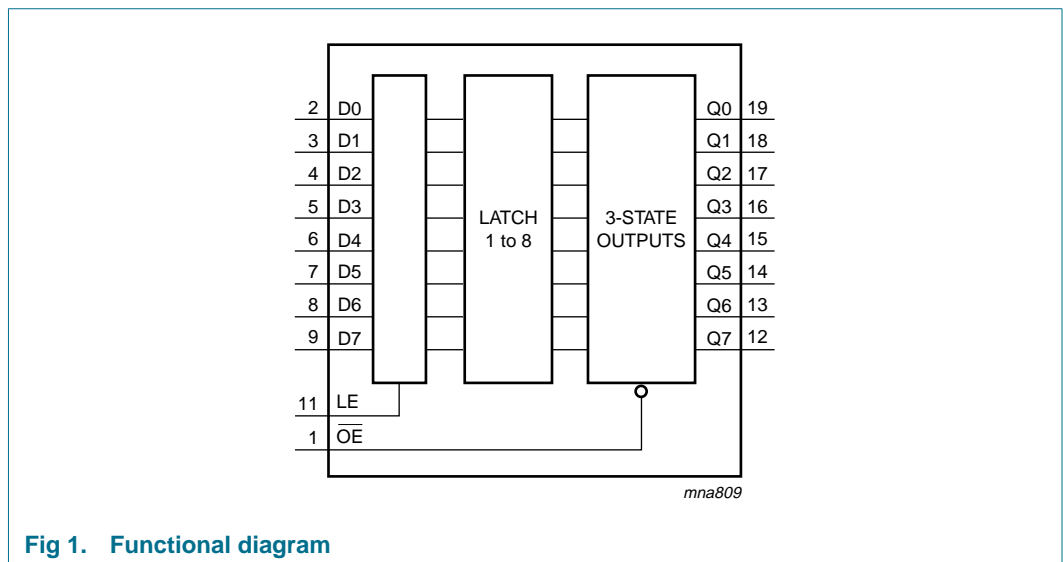 2 D0 Q0 19
3 D1 Q1 18
4 D2 Q2 17
5 D3 Q3 16
6 D4 Q4 15
7 D5 Q5 14
8 D6 Q6 13
9 D7 Q7 12
LATCH
1 to 8
3-STATE
OUTPUTS
11 LE
1 O̅E̅
mna809
Fig 1. Functional diagram